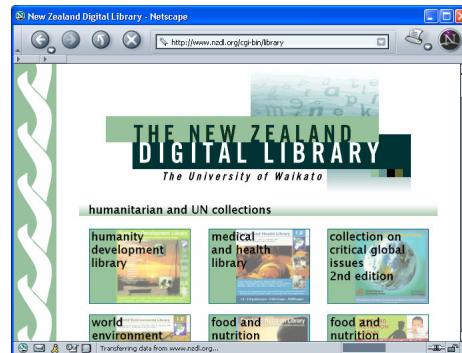 New Zealand Digital Library - Netscape
http://www.nzdl.org/cgi-bin/library
THE NEW ZEALAND
DIGITAL LIBRARY
The University of Waikato
humanitarian and UN collections
humanity
development
library
medical
and health
library
collection on
critical global
issues
2nd edition
world
environment
food and
nutrition
food and
nutrition
Transferring data from www.nzdl.org...